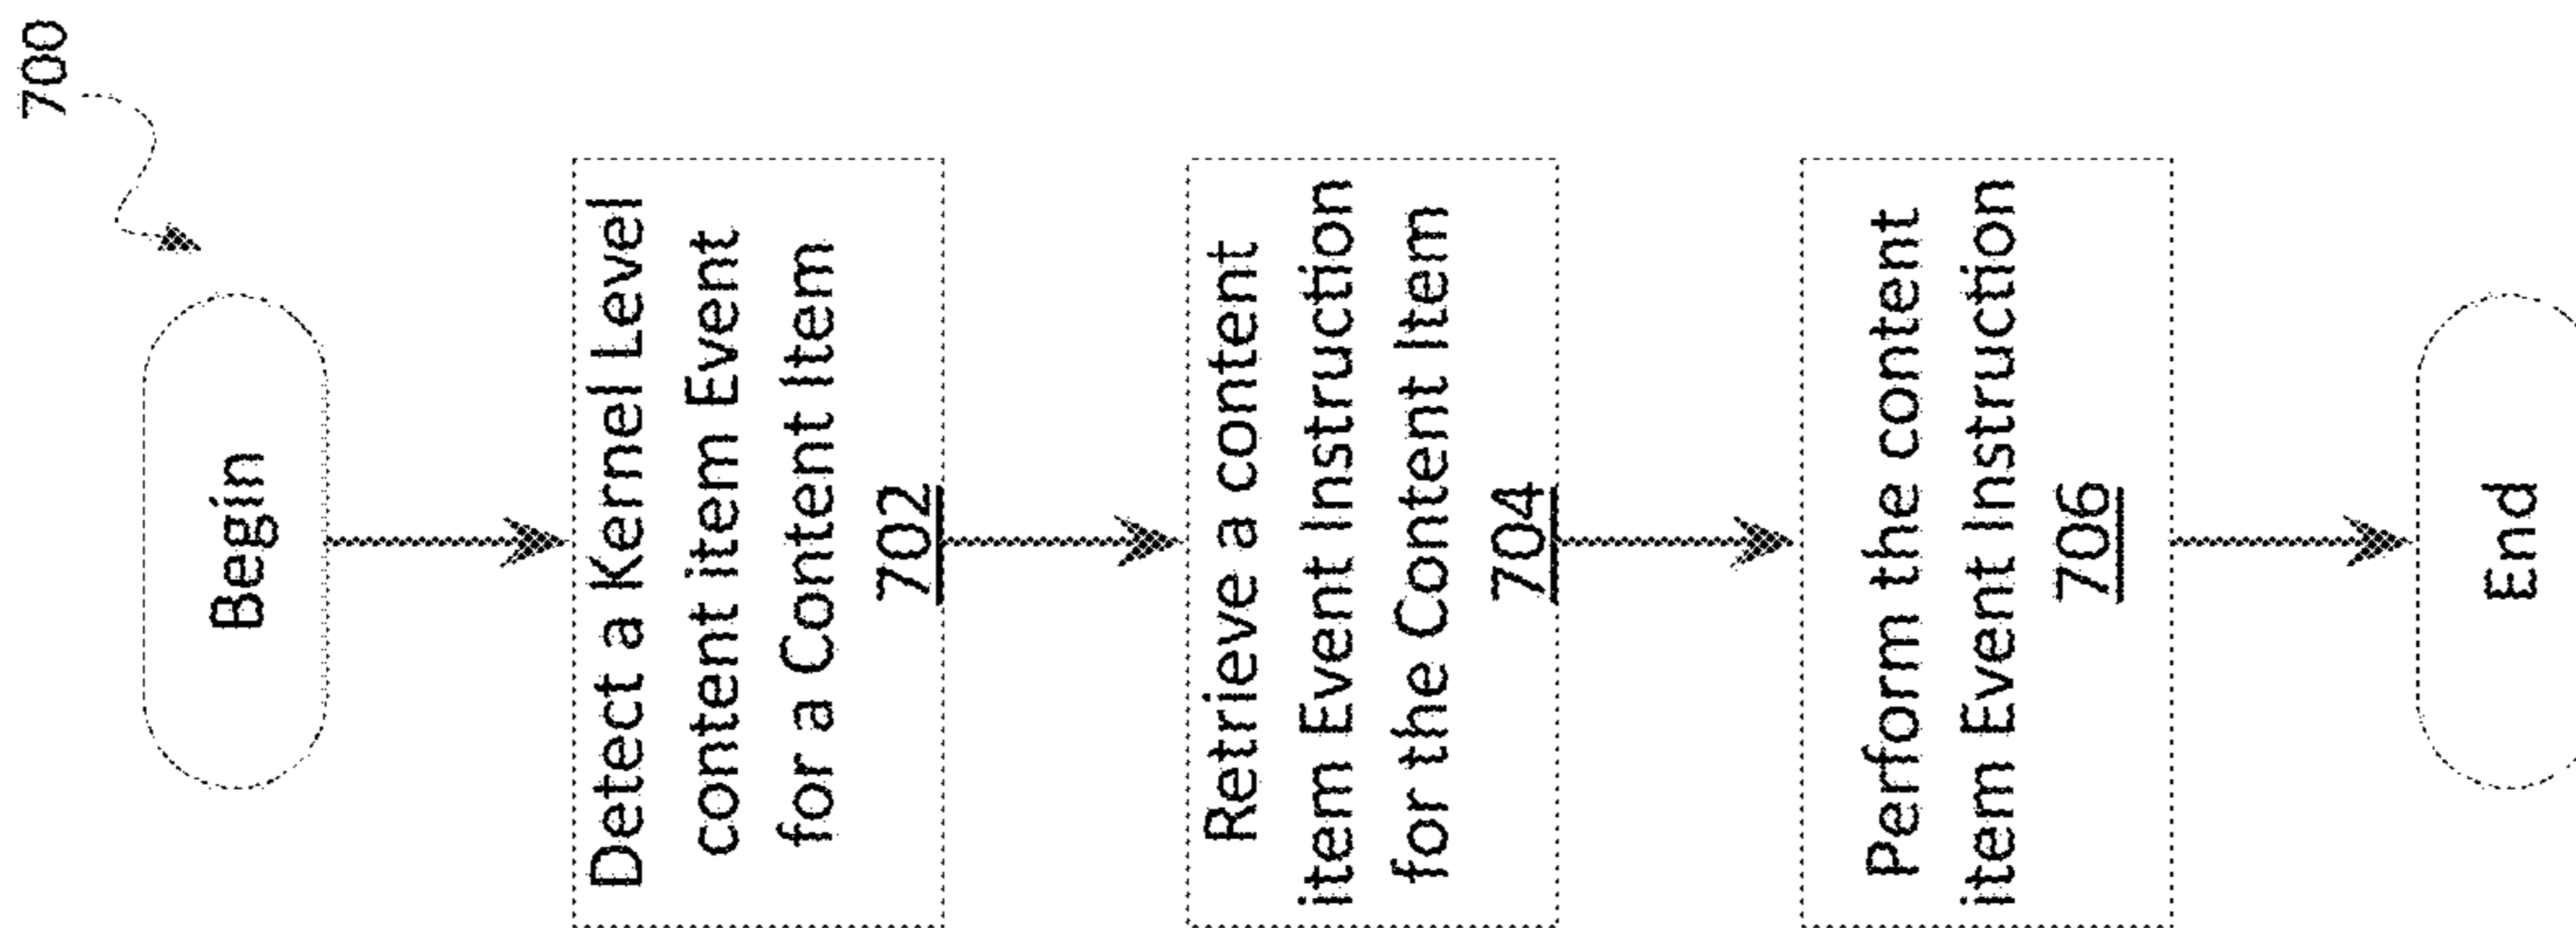 700
Begin
Detect a Kernel Level
content item Event
for a Content Item
702
Retrieve a content
item Event Instruction
for the Content Item
704
Perform the content
item Event Instruction
706
End